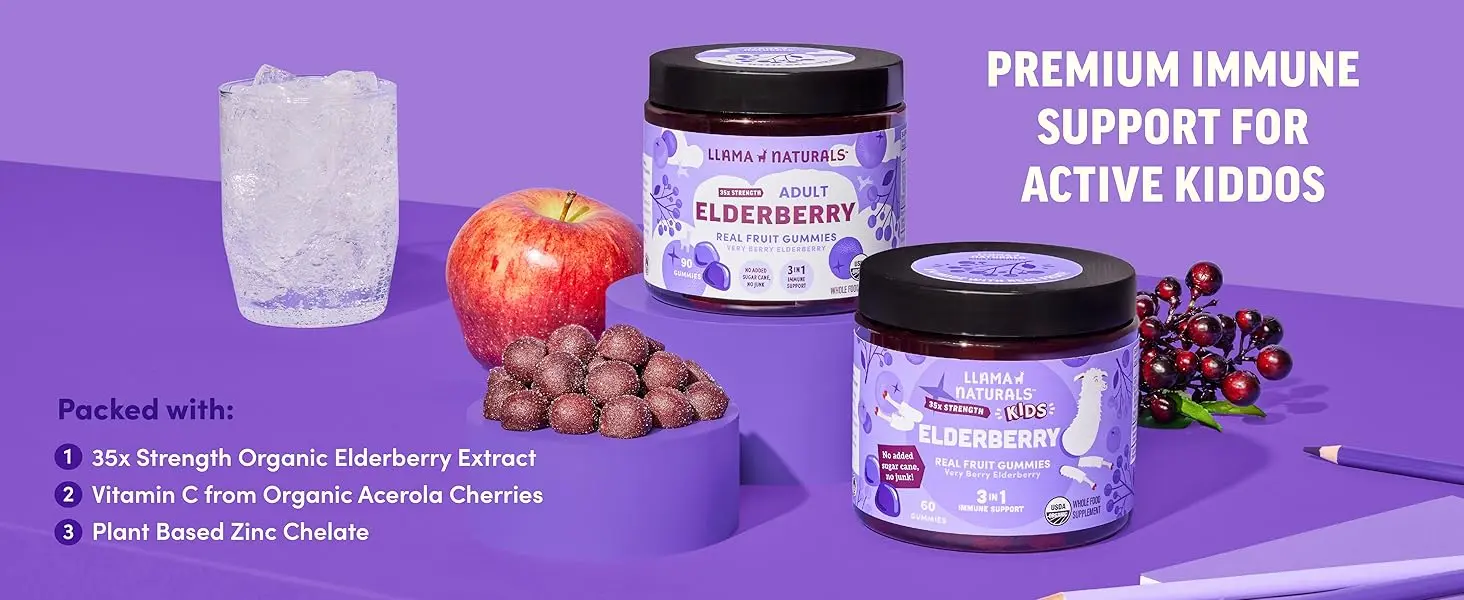 PREMIUM IMMUNE
SUPPORT FOR
ACTIVE KIDDOS
LLAMA NATURALS
35x STRENGTH
ADULT
ELDERBERRY
REAL FRUIT GUMMIES
VERY BERRY ELDERBERRY
90
GUMMIES
NO ADDED
SUGAR CANE,
NO JUNK
3 IN 1
IMMUNE
SUPPORT
WHOLE FOOD
LLAMA
NATURALS
35x STRENGTH
KIDS
ELDERBERRY
No added
sugar cane,
no junk!
REAL FRUIT GUMMIES
Very Berry Elderberry
3 IN 1
IMMUNE SUPPORT
60
GUMMIES
USDA
ORGANIC
WHOLE FOOD
SUPPLEMENT
Packed with:
1 35x Strength Organic Elderberry Extract
2 Vitamin C from Organic Acerola Cherries
3 Plant Based Zinc Chelate